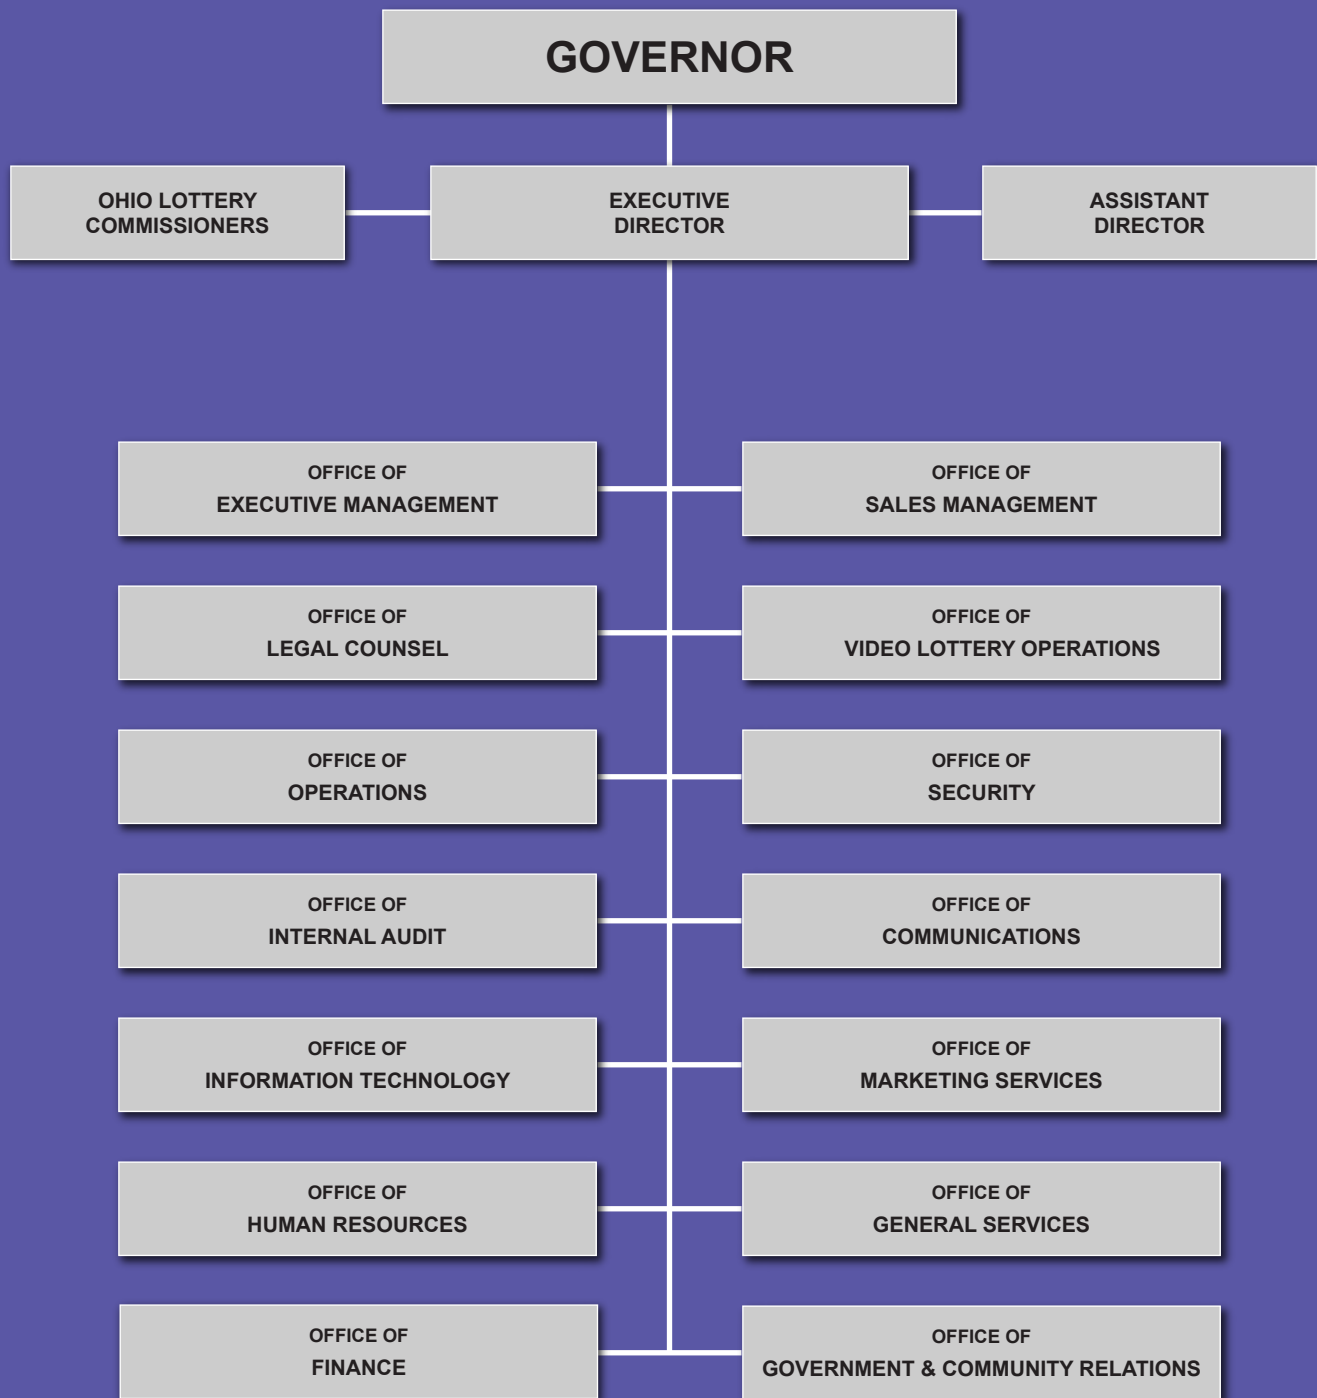 GOVERNOR
OHIO LOTTERY
COMMISSIONERS
EXECUTIVE
DIRECTOR
ASSISTANT
DIRECTOR
OFFICE OF
EXECUTIVE MANAGEMENT
OFFICE OF
SALES MANAGEMENT
OFFICE OF
LEGAL COUNSEL
OFFICE OF
VIDEO LOTTERY OPERATIONS
OFFICE OF
OPERATIONS
OFFICE OF
SECURITY
OFFICE OF
INTERNAL AUDIT
OFFICE OF
COMMUNICATIONS
OFFICE OF
INFORMATION TECHNOLOGY
OFFICE OF
MARKETING SERVICES
OFFICE OF
HUMAN RESOURCES
OFFICE OF
GENERAL SERVICES
OFFICE OF
FINANCE
OFFICE OF
GOVERNMENT & COMMUNITY RELATIONS